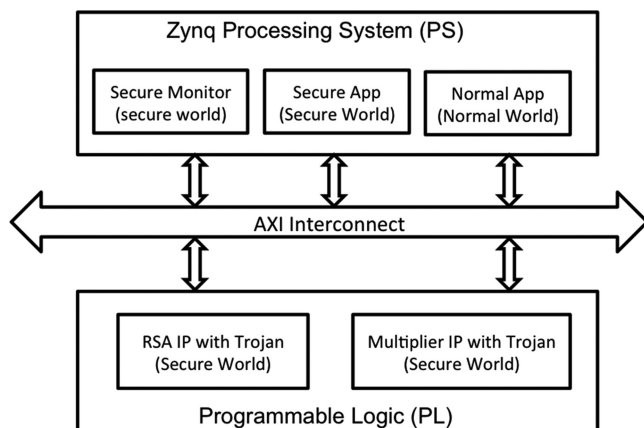 Zynq Processing System (PS)
Secure Monitor
(secure world)
Secure App
(Secure World)
Normal App
(Normal World)
AXI Interconnect
RSA IP with Trojan
(Secure World)
Multiplier IP with Trojan
(Secure World)
Programmable Logic (PL)